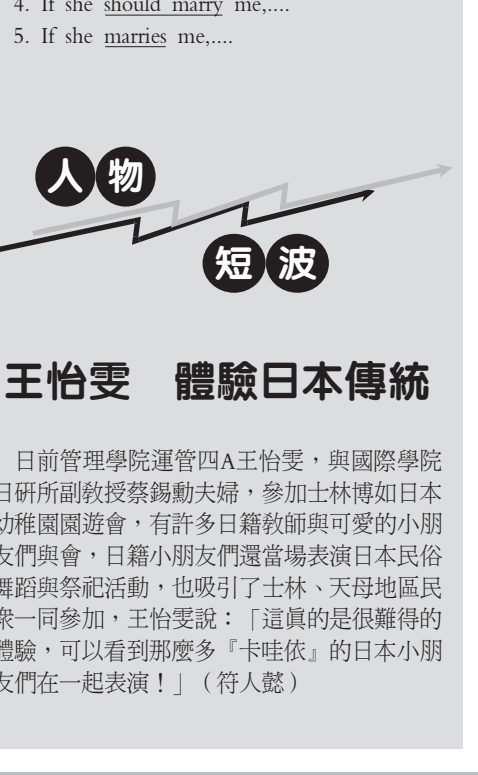 4. If she should marry me,....
5. If she marries me,....
人物
短波
王怡雯　體驗日本傳統
日前管理學院運管四A王怡雯，與國際學院
日研所副教授蔡錫勳夫婦，參加士林博如日本
幼稚園園遊會，有許多日籍教師與可愛的小朋
友們與會，日籍小朋友們還當場表演日本民俗
舞蹈與祭祀活動，也吸引了士林、天母地區民
眾一同參加，王怡雯說：「這真的是很難得的
體驗，可以看到那麼多『卡哇依』的日本小朋
友們在一起表演！」（符人懿）